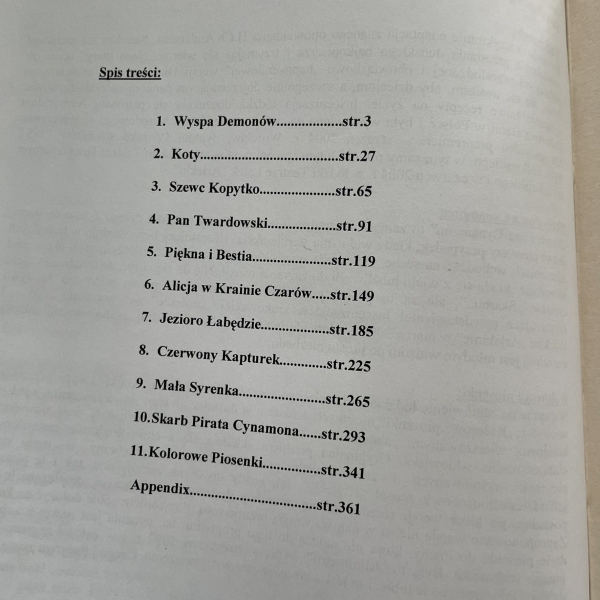 Spis treści:
1. Wyspa Demonów...................str.3
2. Koty........................................str.27
3. Szewc Kopytko......................str.65
4. Pan Twardowski....................str.91
5. Piękna i Bestia.......................str.119
6. Alicja w Krainie Czarów.....str.149
7. Jezioro Łabędzie....................str.185
8. Czerwony Kapturek.............str.225
9. Mała Syrenka.........................str.265
10.Skarb Pirata Cynamona......str.293
11.Kolorowe Piosenki................str.341
Appendix.....................................str.361